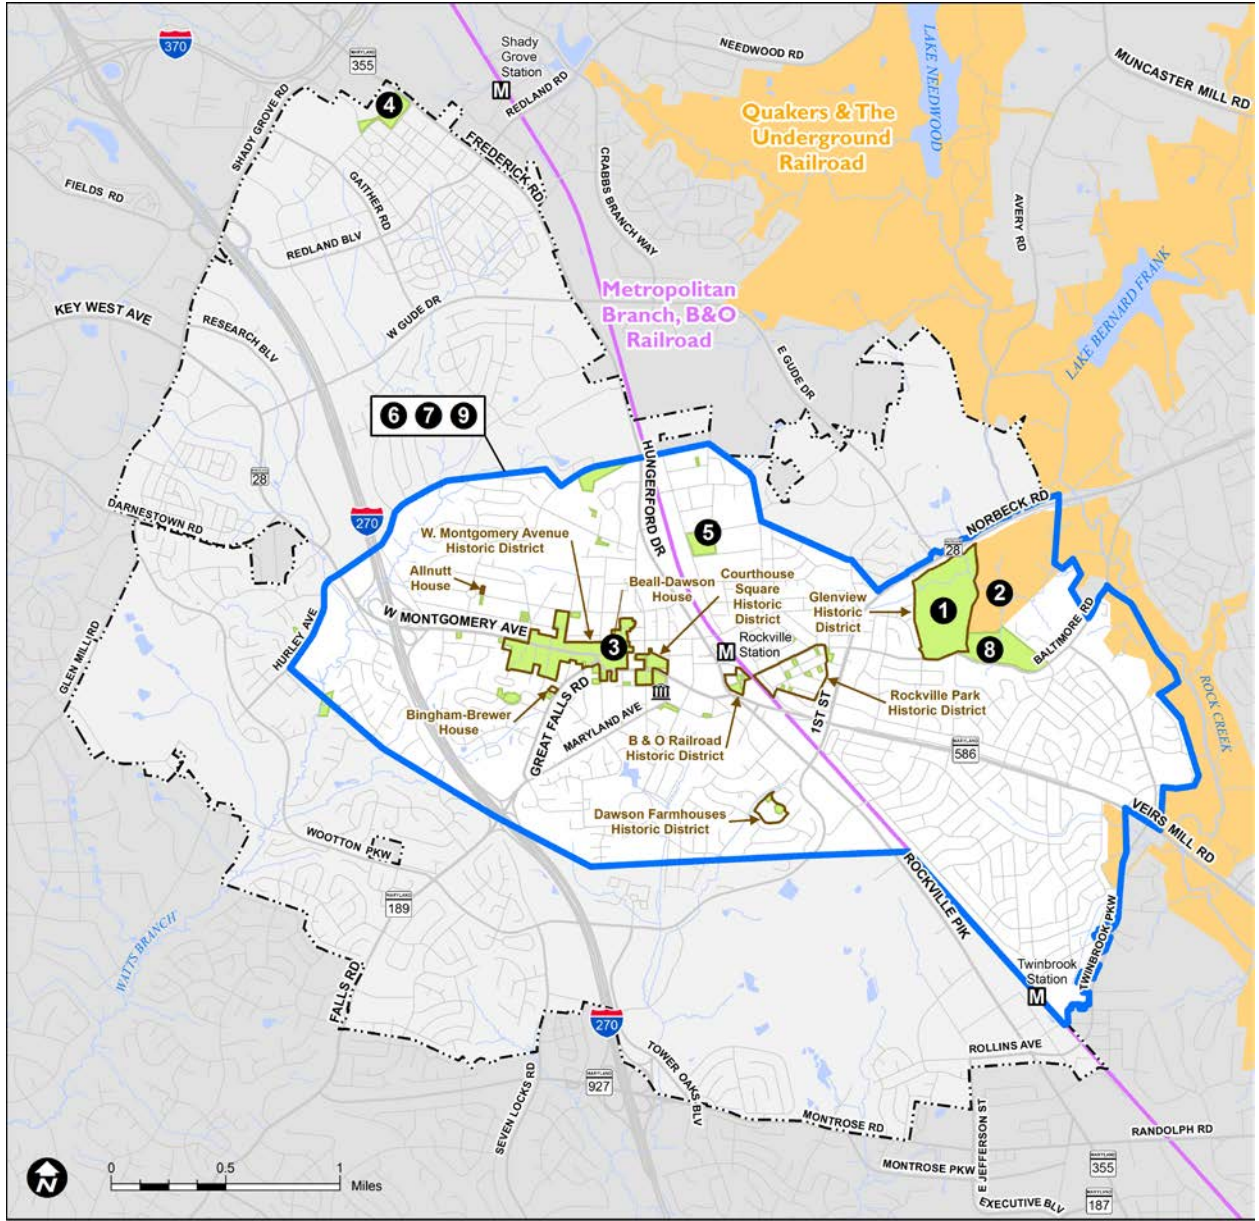 370
MARYLAND
355
Shady
Grove
Station
M
NEEDWOOD RD
LAKE NEEDWOOD
MUNCASTER MILL RD
REDLAND RD
4
SHADY GROVE RD
FREDERICK RD
Quakers & The
Underground
Railroad
FIELDS RD
GAITHER RD
CRABBS BRANCH WAY
AVERY RD
REDLAND BLV
LAKE BERNARD FRANK
Metropolitan
Branch, B&O
Railroad
KEY WEST AVE
RESEARCH BLV
W GUDE DR
E GUDE DR
6 7 9
HUNGERFORD DR
28
DARNESTOWN RD
270
NORBECK RD
W. Montgomery Avenue
Historic District
5
28
Allnutt
House
Beall-Dawson
House
Courthouse
Square
Historic
District
Glenview
Historic
District
1
2
W MONTGOMERY AVE
HURLEY AVE
GLEN MILL RD
3
M
Rockville
Station
8
BALTIMORE RD
Bingham-Brewer
House
GREAT FALLS RD
MARYLAND AVE
1ST ST
Rockville Park
Historic District
ROCK CREEK
B & O Railroad
Historic District
MARYLAND
586
Dawson Farmhouses
Historic District
VEIRS MILL RD
WOOTTON PKW
ROCKVILLE PIK
MARYLAND
189
WATTS BRANCH
FALLS RD
TWINBROOK PKW
Twinbrook
Station
M
270
ROLLINS AVE
TOWER OAKS BLV
MARYLAND
927
SEVEN LOCKS RD
MONTROSE RD
E JEFFERSON ST
RANDOLPH RD
MONTROSE PKW
MARYLAND
355
EXECUTIVE BLV
MARYLAND
187
N
0 0.5 1
Miles